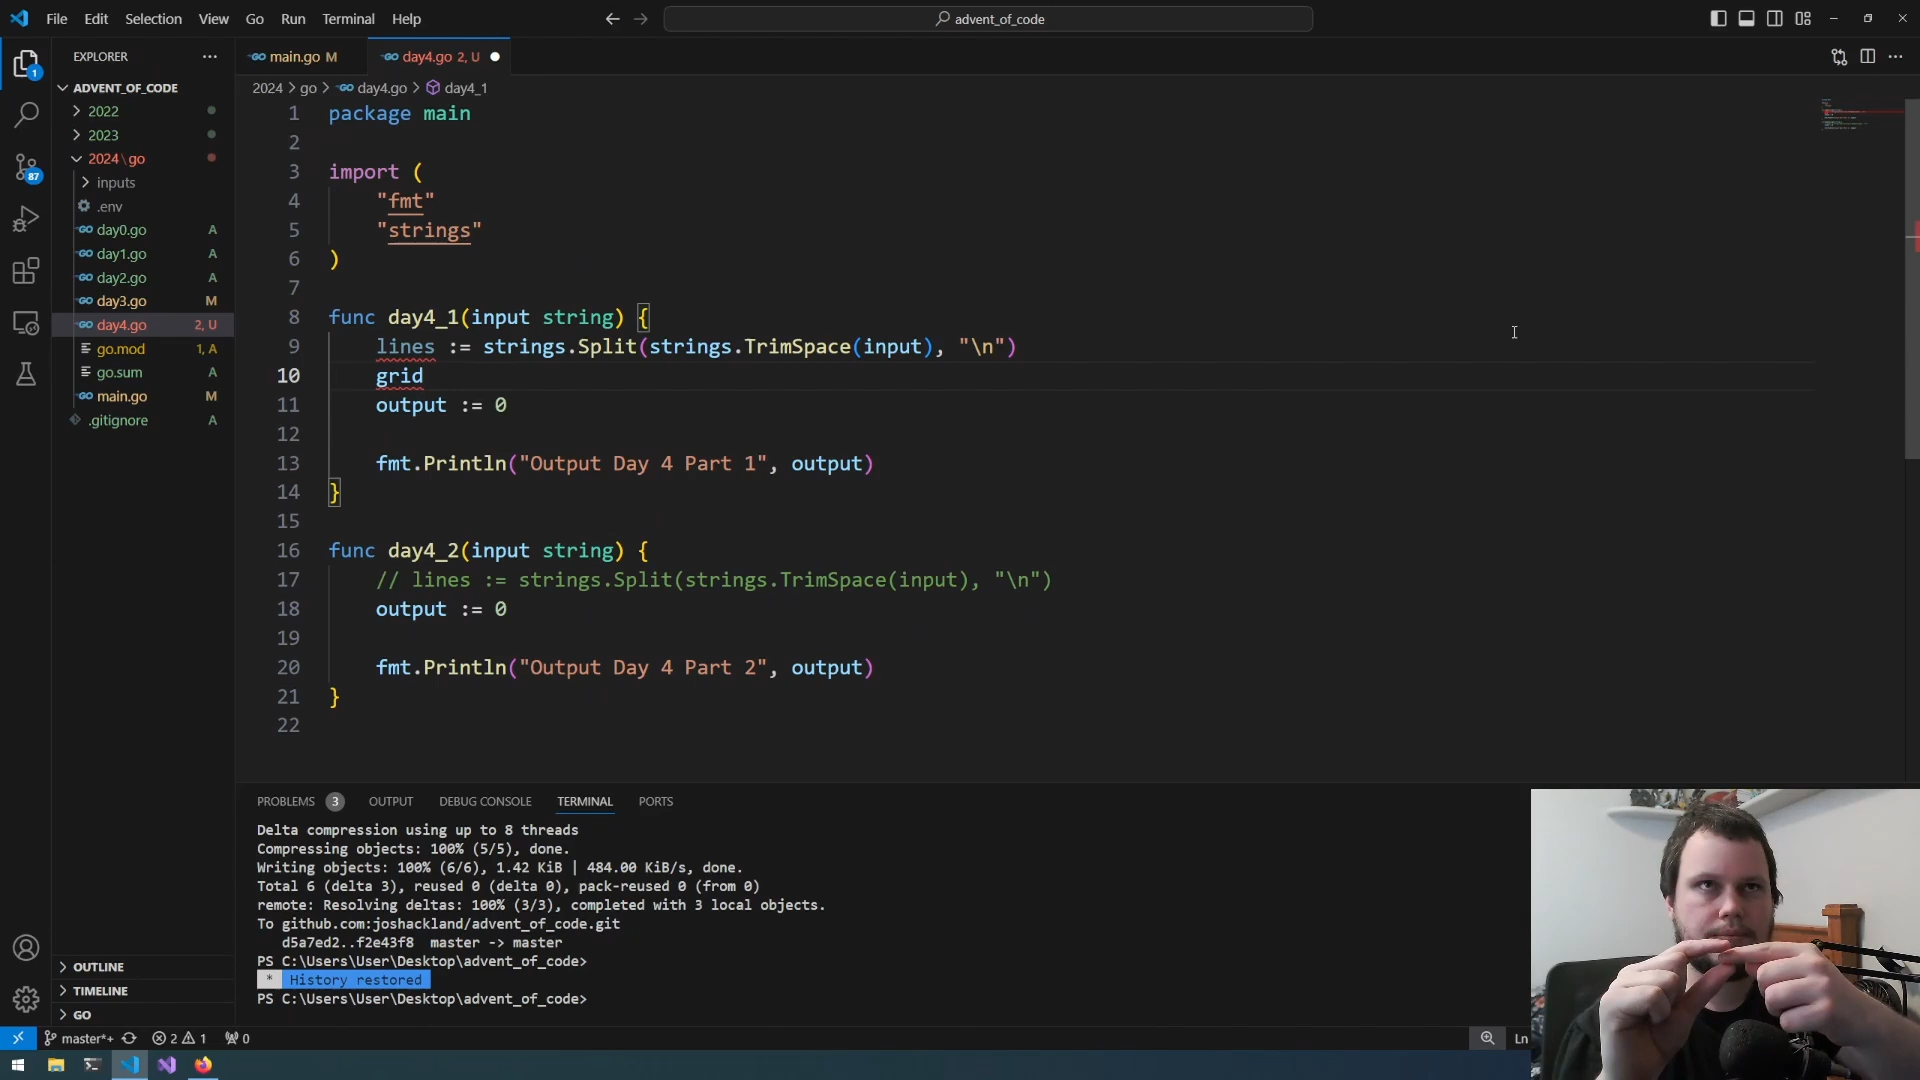 File Edit Selection View Go Run Terminal Help
advent_of_code
EXPLORER
main.go M
day4.go 2, U
ADVENT_OF_CODE
2024 > go > day4.go > day4_1
2022
2023
2024\go
inputs
.env
day0.go A
day1.go A
day2.go A
day3.go M
day4.go 2, U
go.mod 1, A
go.sum A
main.go M
.gitignore A
OUTLINE
TIMELINE
GO
1
87
1 package main
2
3 import (
4 "fmt"
5 "strings"
6 )
7
8 func day4_1(input string) {
9 lines := strings.Split(strings.TrimSpace(input), "\n")
10 grid
11 output := 0
12
13 fmt.Println("Output Day 4 Part 1", output)
14 }
15
16 func day4_2(input string) {
17 // lines := strings.Split(strings.TrimSpace(input), "\n")
18 output := 0
19
20 fmt.Println("Output Day 4 Part 2", output)
21 }
22
PROBLEMS 3 OUTPUT DEBUG CONSOLE TERMINAL PORTS
Delta compression using up to 8 threads
Compressing objects: 100% (5/5), done.
Writing objects: 100% (6/6), 1.42 KiB | 484.00 KiB/s, done.
Total 6 (delta 3), reused 0 (delta 0), pack-reused 0 (from 0)
remote: Resolving deltas: 100% (3/3), completed with 3 local objects.
To github.com:joshackland/advent_of_code.git
d5a7ed2..f2e43f8 master -> master
PS C:\Users\User\Desktop\advent_of_code>
* History restored
PS C:\Users\User\Desktop\advent_of_code>
master*+ 2 1 0
Ln